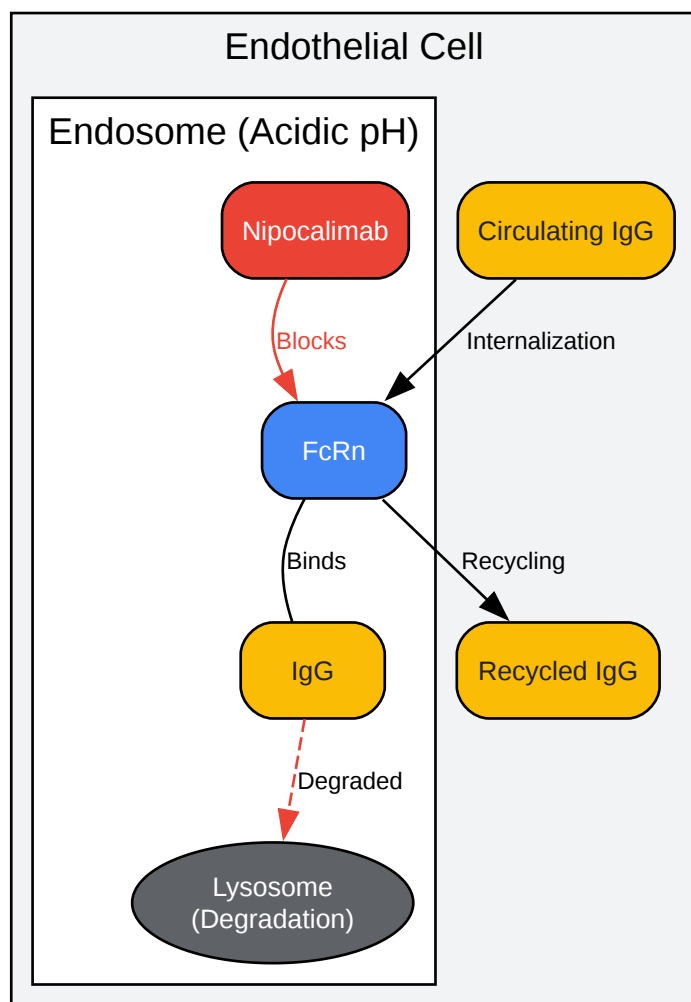 Endothelial Cell
Endosome (Acidic pH)
Nipocalimab
Circulating IgG
Blocks
Internalization
FcRn
Binds
Recycling
IgG
Recycled IgG
Degraded
Lysosome
(Degradation)